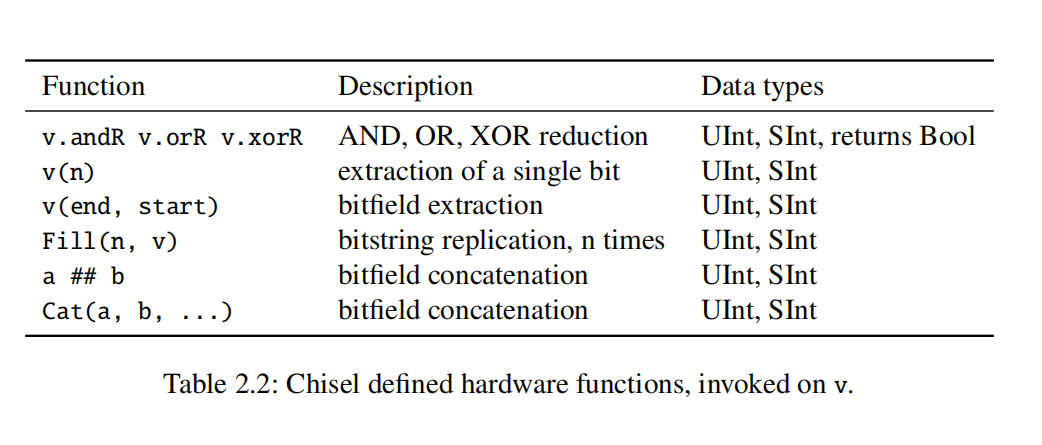 Function Description Data types
v.andR v.orR v.xorR AND, OR, XOR reduction UInt, SInt, returns Bool
v(n) extraction of a single bit UInt, SInt
v(end, start) bitfield extraction UInt, SInt
Fill(n, v) bitstring replication, n times UInt, SInt
a ## b bitfield concatenation UInt, SInt
Cat(a, b, ...) bitfield concatenation UInt, SInt
Table 2.2: Chisel defined hardware functions, invoked on v.